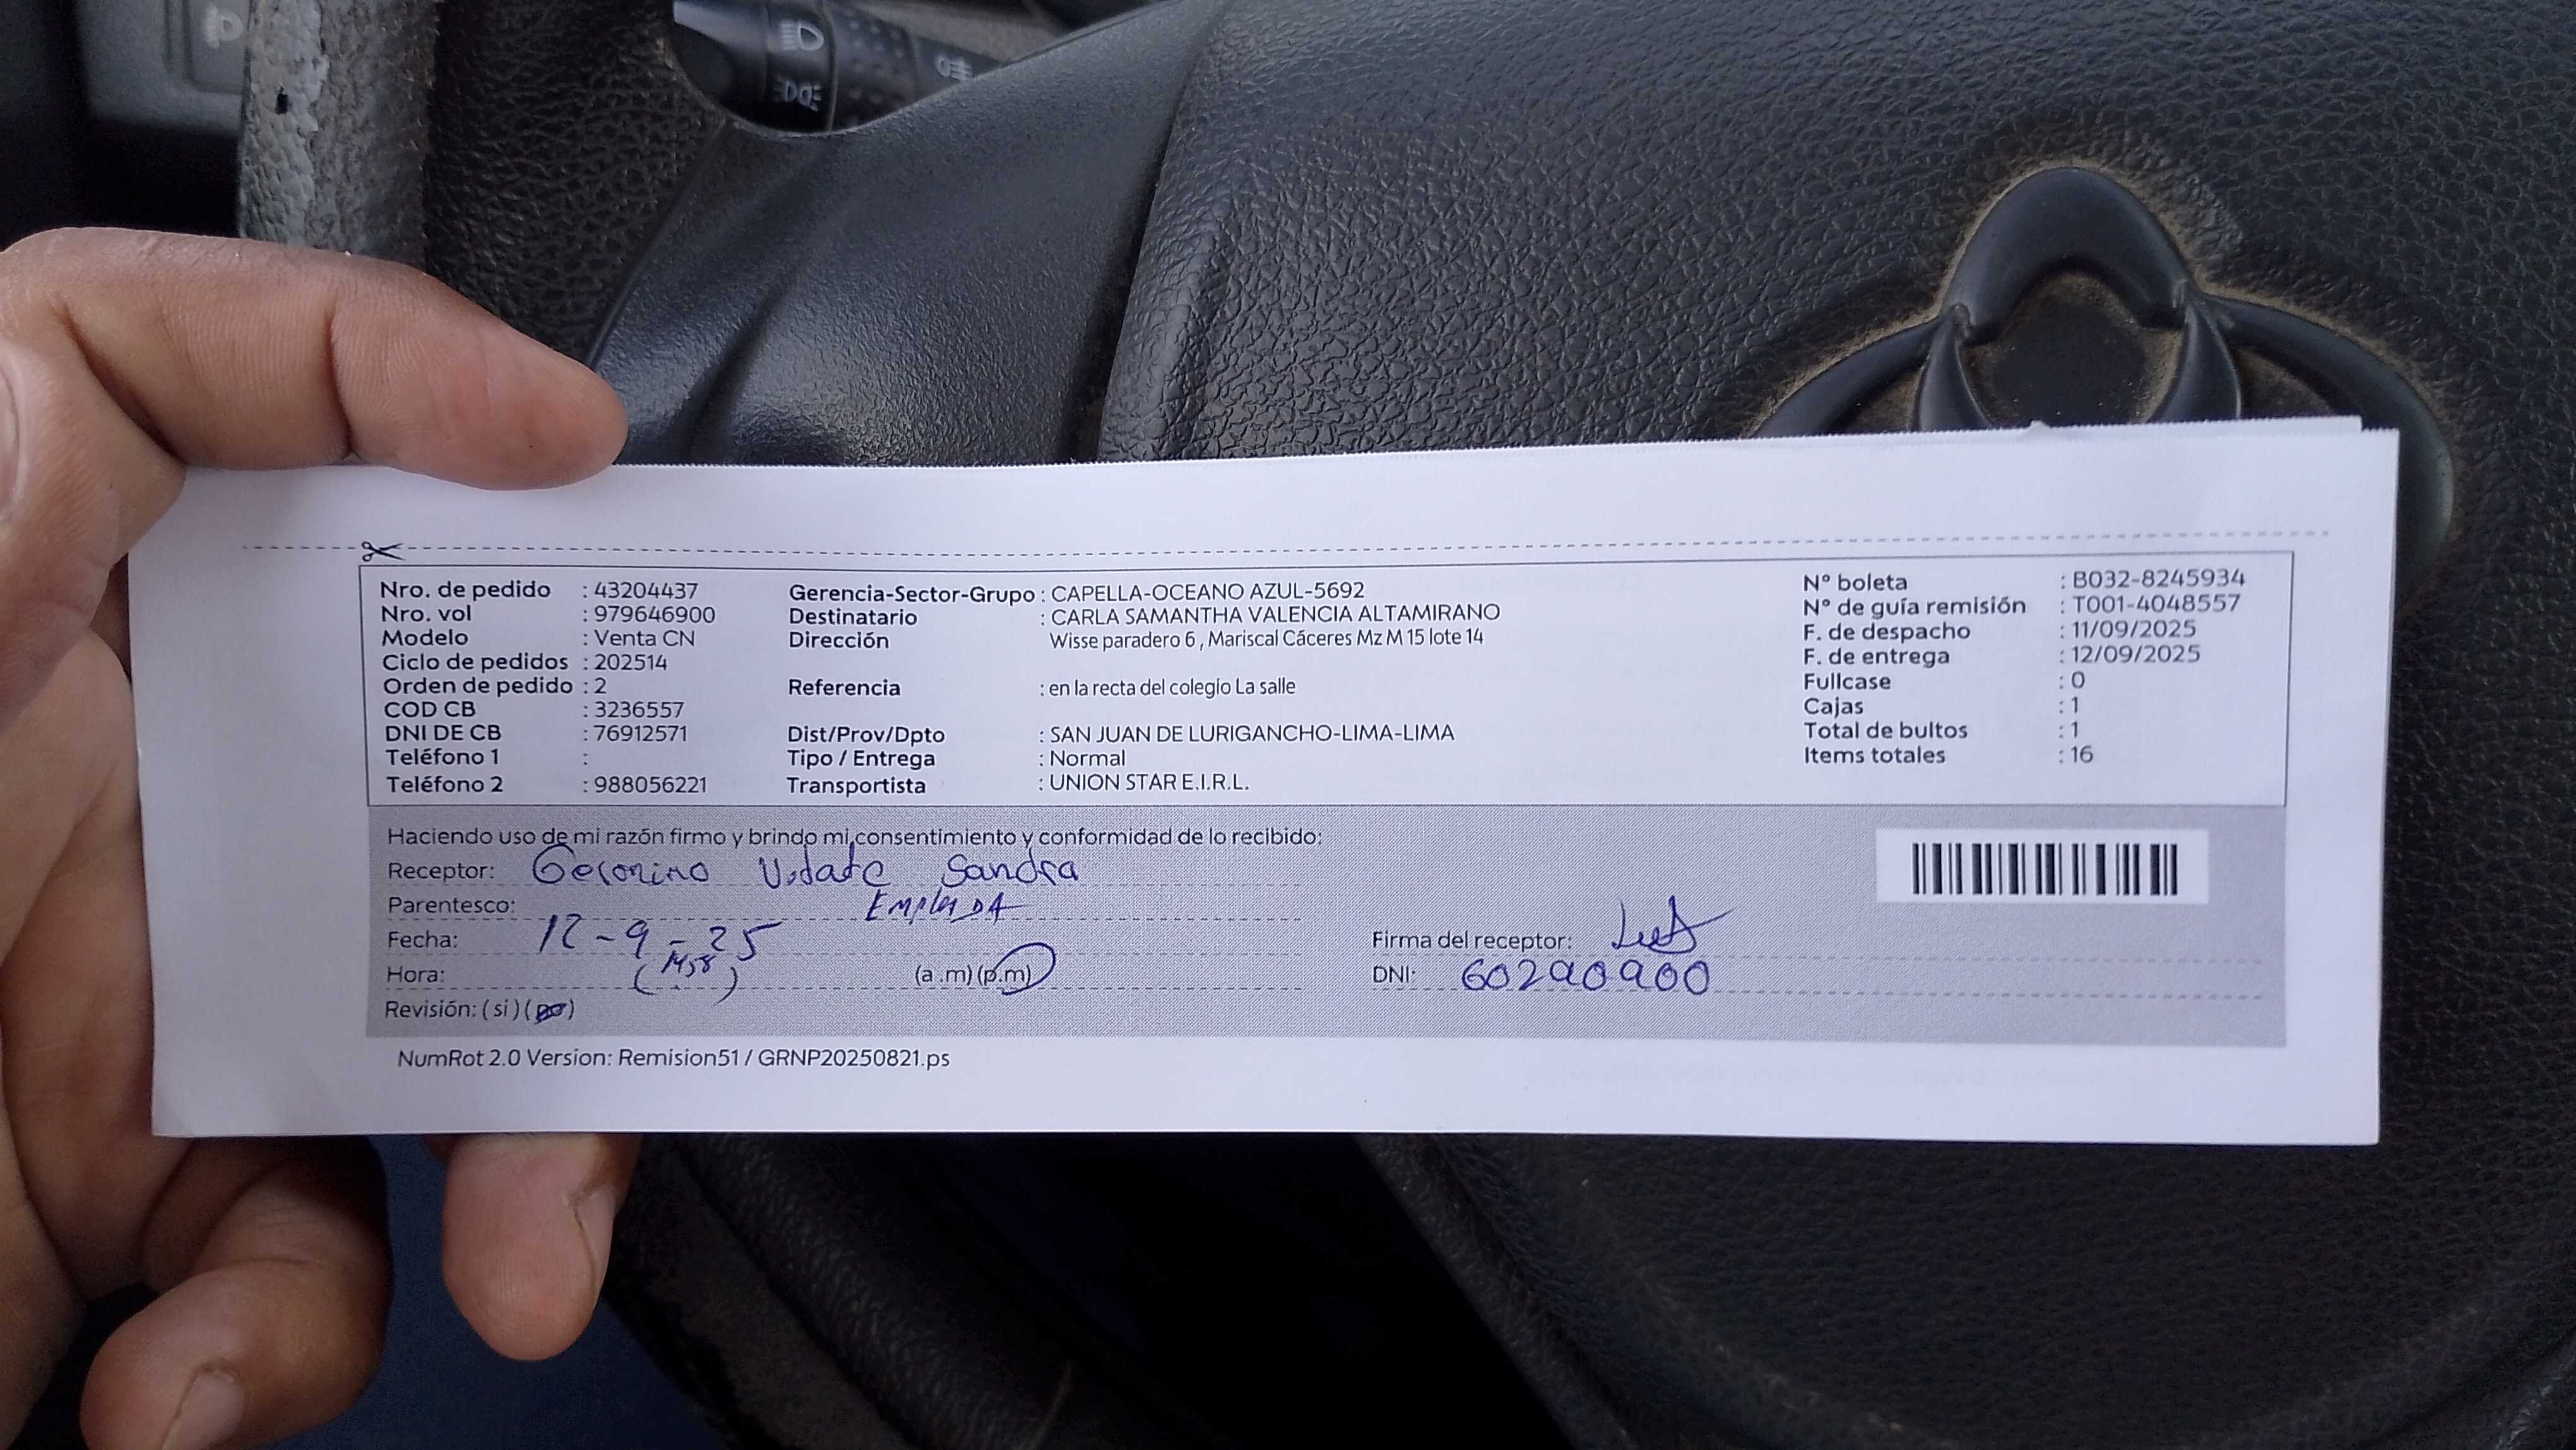 Nro. de pedido : 43204437
Nro. vol : 979646900
Modelo : Venta CN
Ciclo de pedidos : 202514
Orden de pedido : 2
COD CB : 3236557
DNI DE CB : 76912571
Teléfono 1 :
Teléfono 2 : 988056221
Gerencia-Sector-Grupo : CAPELLA-OCEANO AZUL-5692
Destinatario : CARLA SAMANTHA VALENCIA ALTAMIRANO
Dirección Wisse paradero 6 , Mariscal Cáceres Mz M 15 lote 14
Referencia : en la recta del colegio La salle
Dist/Prov/Dpto : SAN JUAN DE LURIGANCHO-LIMA-LIMA
Tipo / Entrega : Normal
Transportista : UNION STAR E.I.R.L.
N° boleta : B032-8245934
N° de guía remisión : T001-4048557
F. de despacho : 11/09/2025
F. de entrega : 12/09/2025
Fullcase : 0
Cajas : 1
Total de bultos : 1
Items totales : 16
Haciendo uso de mi razón firmo y brindo mi consentimiento y conformidad de lo recibido:
Receptor: Geronimo Sandra
Parentesco:
Fecha: 12-9-25
Hora: (1458) (a.m) (p.m)
Revisión: (si) (no)
Firma del receptor:
DNI: 60290900
NumRot 2.0 Version: Remision51 / GRNP20250821.ps